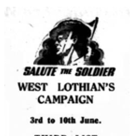 SALUTE THE SOLDIER
WEST LOTHIAN'S
CAMPAIGN
3rd to 10th June.